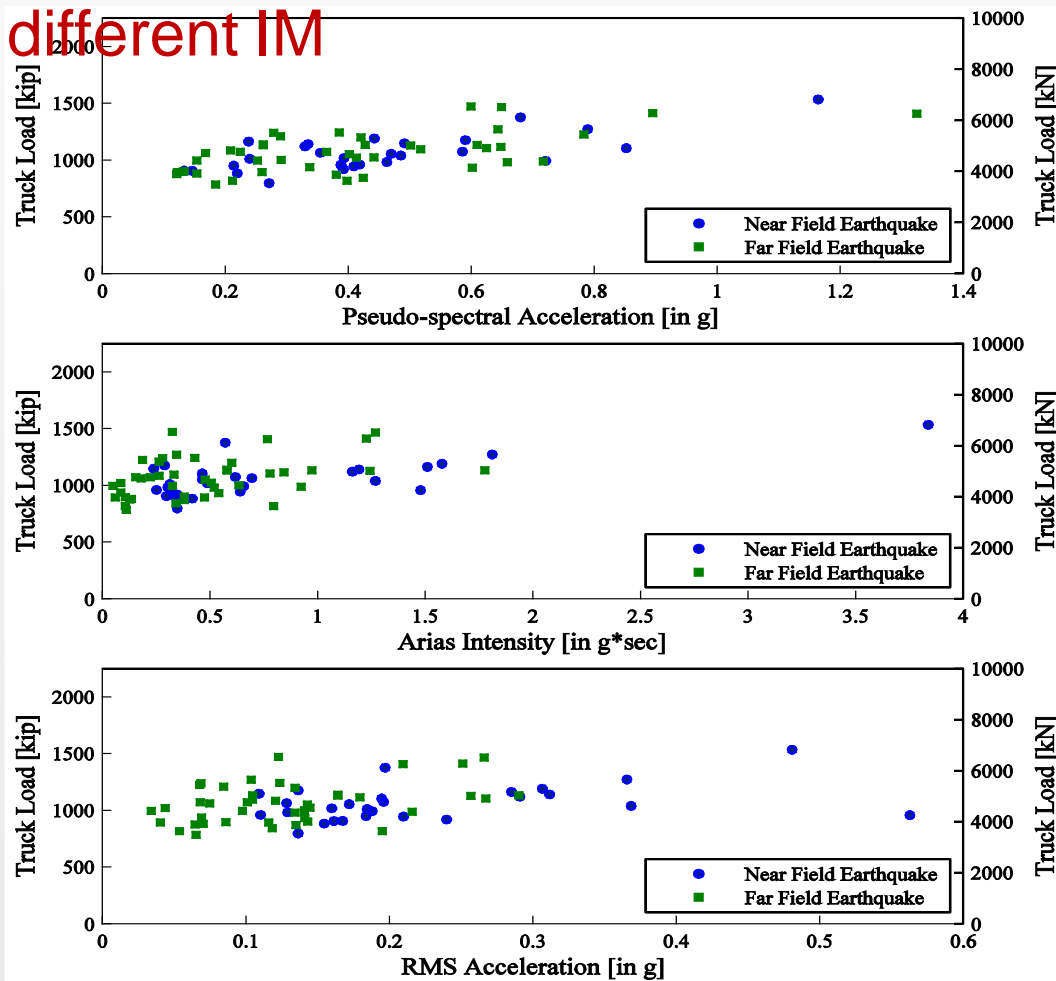 different IM
Truck Load [kip]
2000
1500
1000
500
0
10000
8000
6000
4000
2000
0
Truck Load [kN]
Near Field Earthquake
Far Field Earthquake
0 0.2 0.4 0.6 0.8 1 1.2 1.4
Pseudo-spectral Acceleration [in g]
Truck Load [kip]
2000
1500
1000
500
0
10000
8000
6000
4000
2000
0
Truck Load [kN]
Near Field Earthquake
Far Field Earthquake
0 0.5 1 1.5 2 2.5 3 3.5 4
Arias Intensity [in g*sec]
Truck Load [kip]
2000
1500
1000
500
0
10000
8000
6000
4000
2000
0
Truck Load [kN]
Near Field Earthquake
Far Field Earthquake
0 0.1 0.2 0.3 0.4 0.5 0.6
RMS Acceleration [in g]